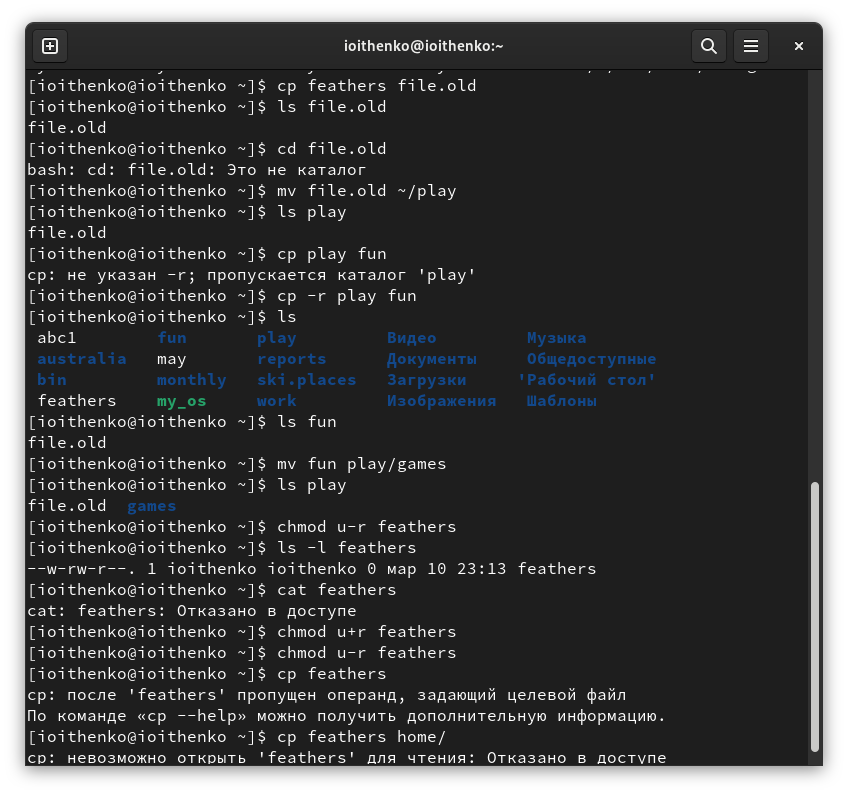 ioithenko@ioithenko:~
[ioithenko@ioithenko ~]$ cp feathers file.old
[ioithenko@ioithenko ~]$ ls file.old
file.old
[ioithenko@ioithenko ~]$ cd file.old
bash: cd: file.old: Это не каталог
[ioithenko@ioithenko ~]$ mv file.old ~/play
[ioithenko@ioithenko ~]$ ls play
file.old
[ioithenko@ioithenko ~]$ cp play fun
cp: не указан -r; пропускается каталог 'play'
[ioithenko@ioithenko ~]$ cp -r play fun
[ioithenko@ioithenko ~]$ ls
abc1 fun play Видео Музыка
australia may reports Документы Общедоступные
bin monthly ski.places Загрузки 'Рабочий стол'
feathers my_os work Изображения Шаблоны
[ioithenko@ioithenko ~]$ ls fun
file.old
[ioithenko@ioithenko ~]$ mv fun play/games
[ioithenko@ioithenko ~]$ ls play
file.old games
[ioithenko@ioithenko ~]$ chmod u-r feathers
[ioithenko@ioithenko ~]$ ls -l feathers
--w-rw-r--. 1 ioithenko ioithenko 0 мар 10 23:13 feathers
[ioithenko@ioithenko ~]$ cat feathers
cat: feathers: Отказано в доступе
[ioithenko@ioithenko ~]$ chmod u+r feathers
[ioithenko@ioithenko ~]$ chmod u-r feathers
[ioithenko@ioithenko ~]$ cp feathers
cp: после 'feathers' пропущен операнд, задающий целевой файл
По команде «cp --help» можно получить дополнительную информацию.
[ioithenko@ioithenko ~]$ cp feathers home/
cp: невозможно открыть 'feathers' для чтения: Отказано в доступе